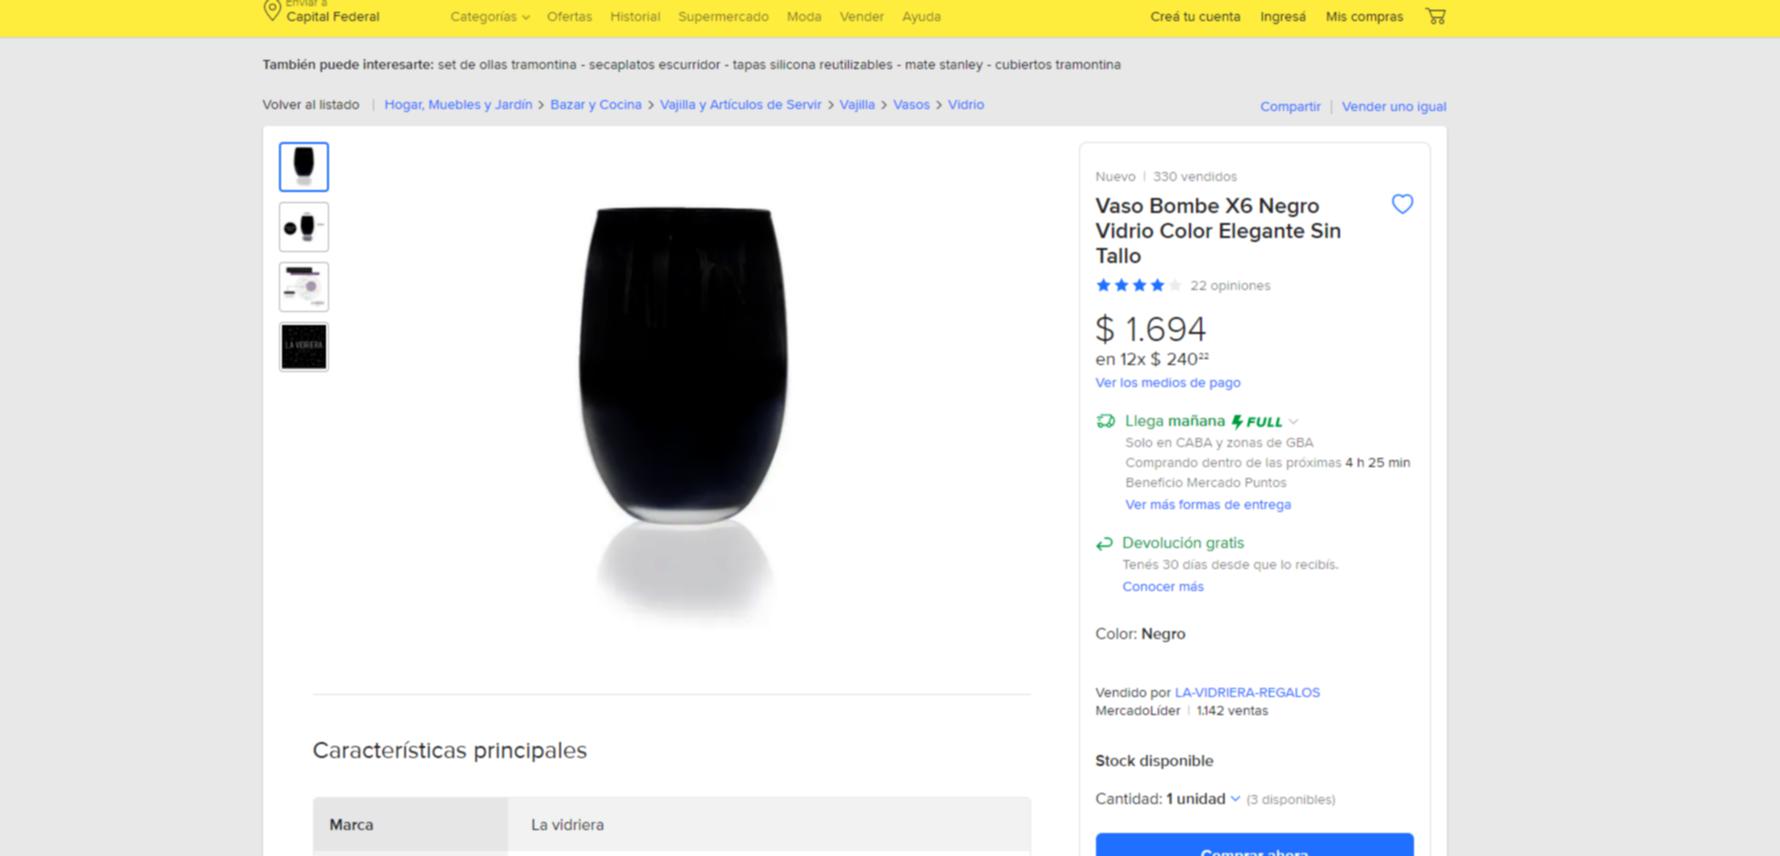 Enviar a
Capital Federal
Categorías Ofertas Historial Supermercado Moda Vender Ayuda
Creá tu cuenta Ingresá Mis compras
También puede interesarte: set de ollas tramontina - secaplatos escurridor - tapas silicona reutilizables - mate stanley - cubiertos tramontina
Volver al listado | Hogar, Muebles y Jardín > Bazar y Cocina > Vajilla y Artículos de Servir > Vajilla > Vasos > Vidrio
Compartir | Vender uno igual
LA VIDRIERA
Nuevo | 330 vendidos
Vaso Bombe X6 Negro
Vidrio Color Elegante Sin
Tallo
22 opiniones
$ 1.694
en 12x $ 240²²
Ver los medios de pago
Llega mañana FULL
Solo en CABA y zonas de GBA
Comprando dentro de las próximas 4 h 25 min
Beneficio Mercado Puntos
Ver más formas de entrega
Devolución gratis
Tenés 30 días desde que lo recibís.
Conocer más
Color: Negro
Vendido por LA-VIDRIERA-REGALOS
MercadoLíder | 1.142 ventas
Stock disponible
Cantidad: 1 unidad (3 disponibles)
Comprar ahora
Características principales
Marca La vidriera